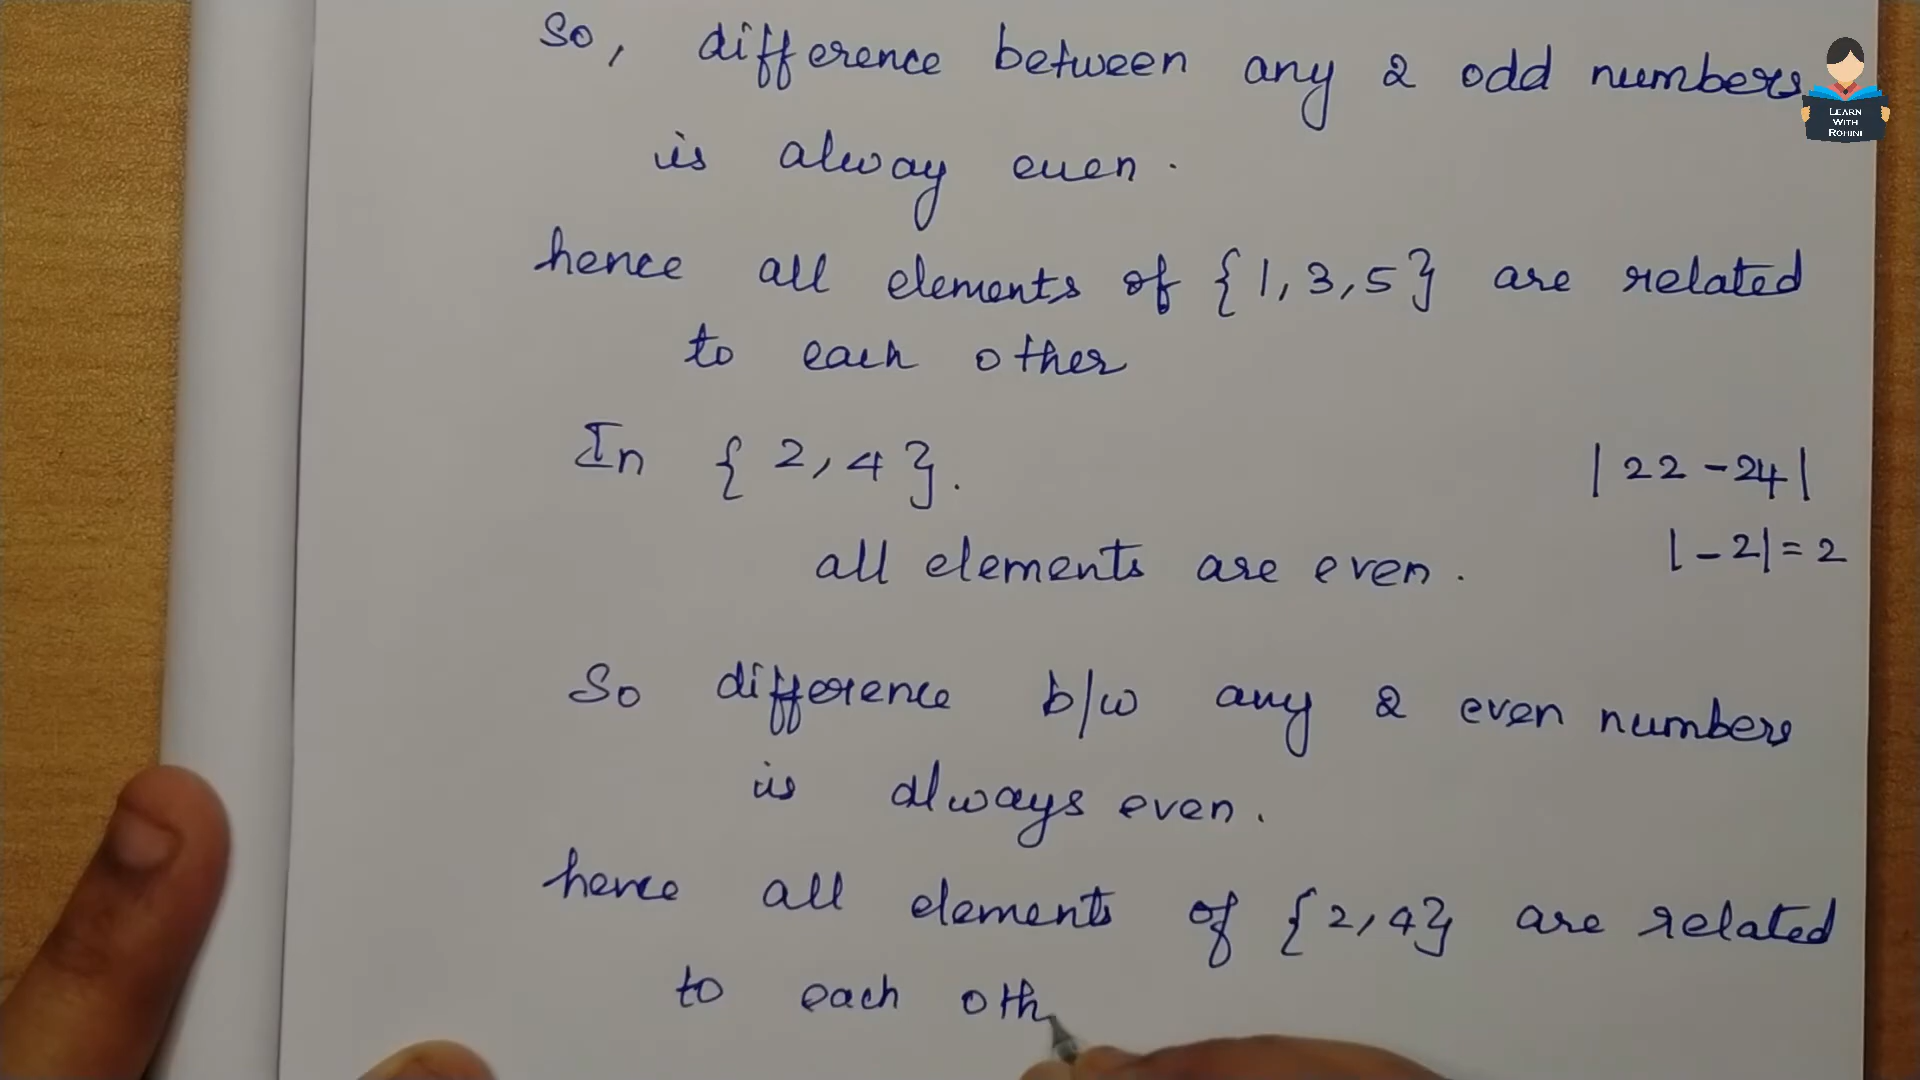 So, difference between any 2 odd numbers
is alway even.
hence all elements of {1, 3, 5} are related
to each other
In {2, 4}.
|22 - 24|
|-2| = 2
all elements are even.
So difference b/w any 2 even numbers
is always even.
hence all elements of {2, 4} are related
to each oth
LEARN
WITH
ROHINI